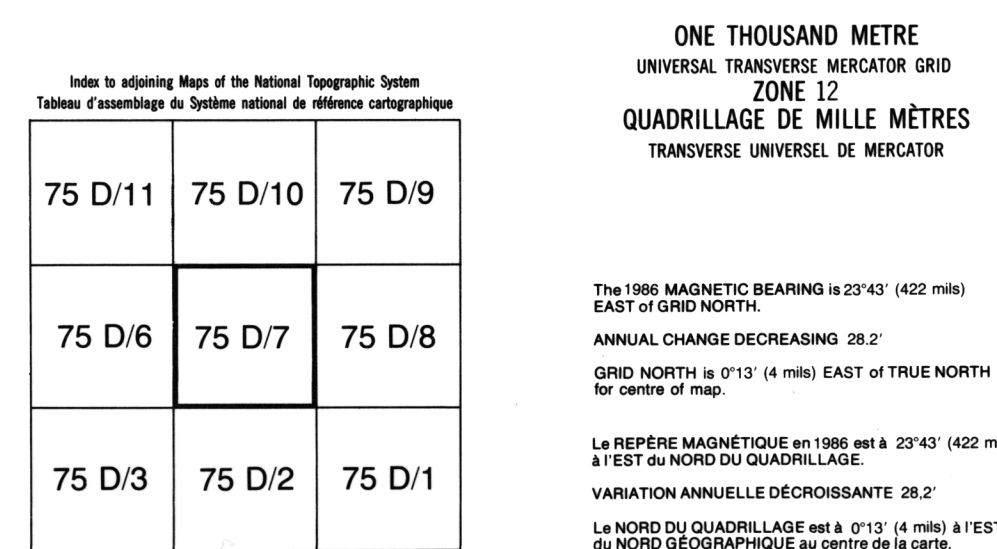 Index to adjoining Maps of the National Topographic System
Tableau d'assemblage du Système national de référence cartographique
75 D/11 75 D/10 75 D/9
75 D/6 75 D/7 75 D/8
75 D/3 75 D/2 75 D/1
ONE THOUSAND METRE
UNIVERSAL TRANSVERSE MERCATOR GRID
ZONE 12
QUADRILLAGE DE MILLE MÈTRES
TRANSVERSE UNIVERSEL DE MERCATOR
The 1986 MAGNETIC BEARING is 23°43′ (422 mils)
EAST of GRID NORTH.
ANNUAL CHANGE DECREASING 28.2′
GRID NORTH is 0°13′ (4 mils) EAST of TRUE NORTH
for centre of map.
Le REPÈRE MAGNÉTIQUE en 1986 est à 23°43′ (422 m
à l'EST du NORD DU QUADRILLAGE.
VARIATION ANNUELLE DÉCROISSANTE 28,2′
Le NORD DU QUADRILLAGE est à 0°13′ (4 mils) à l'EST
du NORD GÉOGRAPHIQUE au centre de la carte.